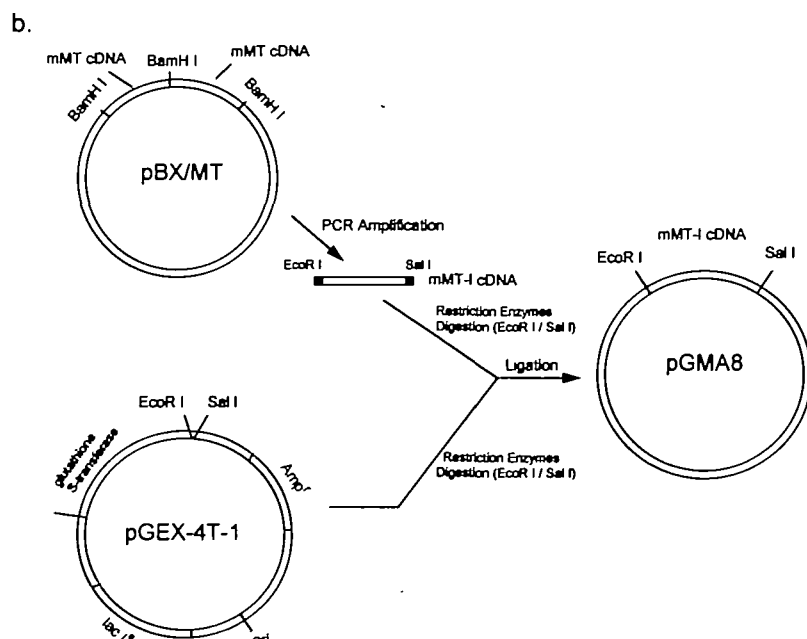 b.
mMT cDNA
BamH I
mMT cDNA
BamH I
BamH I
pBX/MT
PCR Amplification
EcoR I
Sal I
mMT-I cDNA
Restriction Enzymes
Digestion (EcoR I / Sal I)
Ligation
mMT-I cDNA
EcoR I
Sal I
pGMA8
EcoR I
Sal I
glutathione
S-transferase
Ampʳ
Restriction Enzymes
Digestion (EcoR I / Sal I)
pGEX-4T-1
lac I
ori